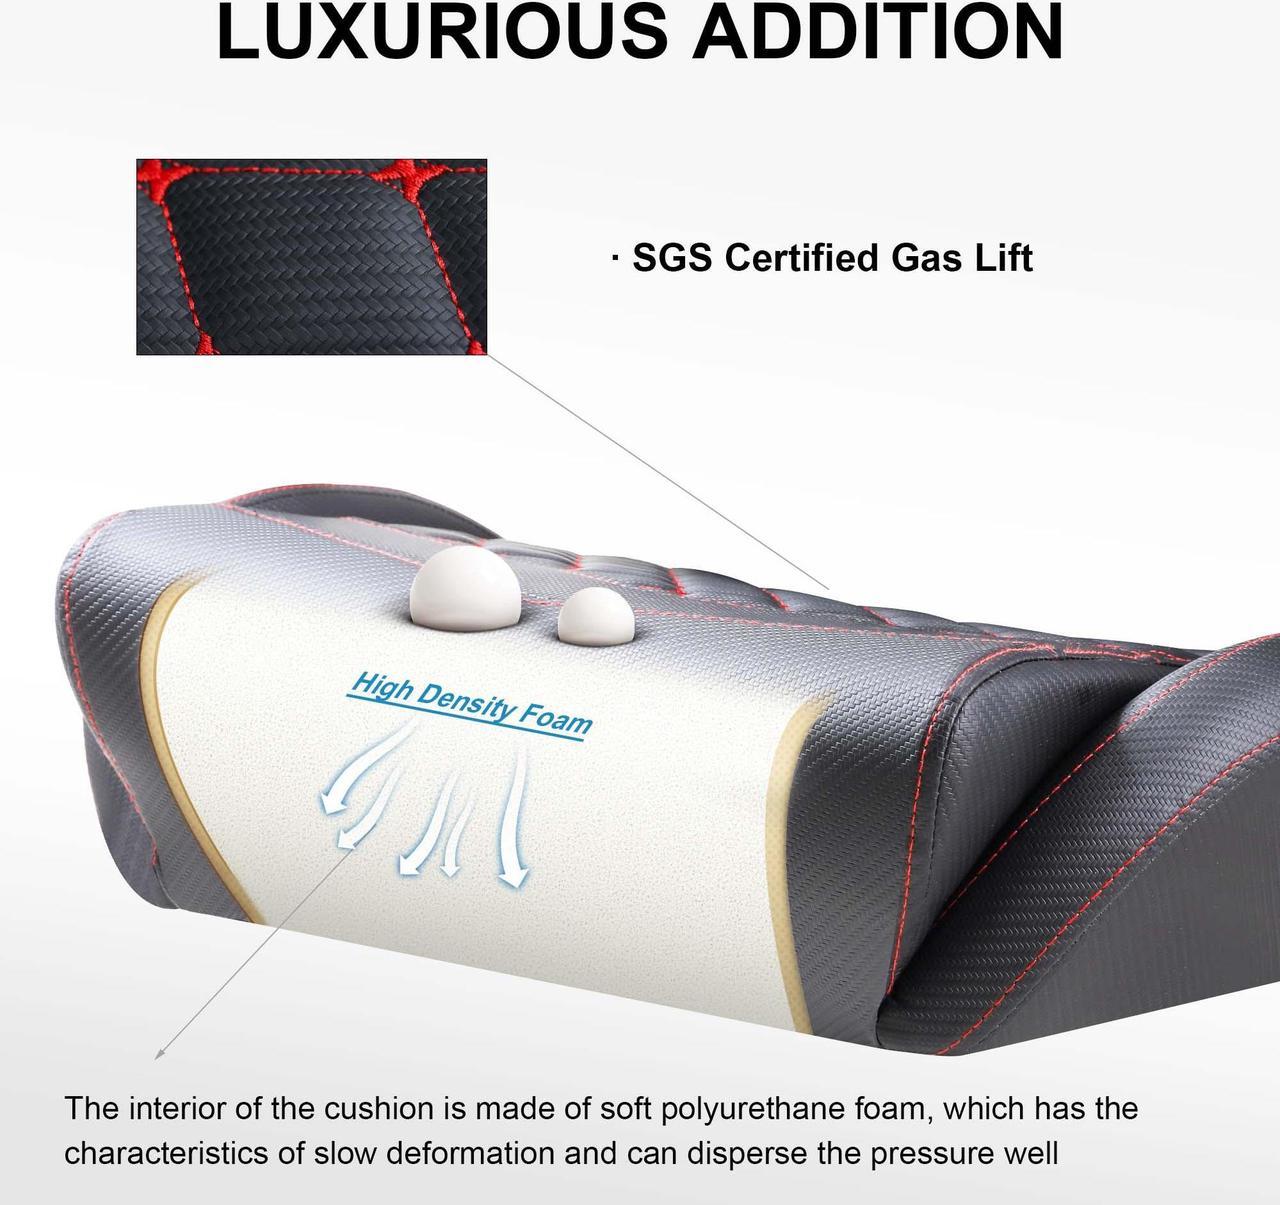 LUXURIOUS ADDITION
· SGS Certified Gas Lift
High Density Foam
The interior of the cushion is made of soft polyurethane foam, which has the
characteristics of slow deformation and can disperse the pressure well